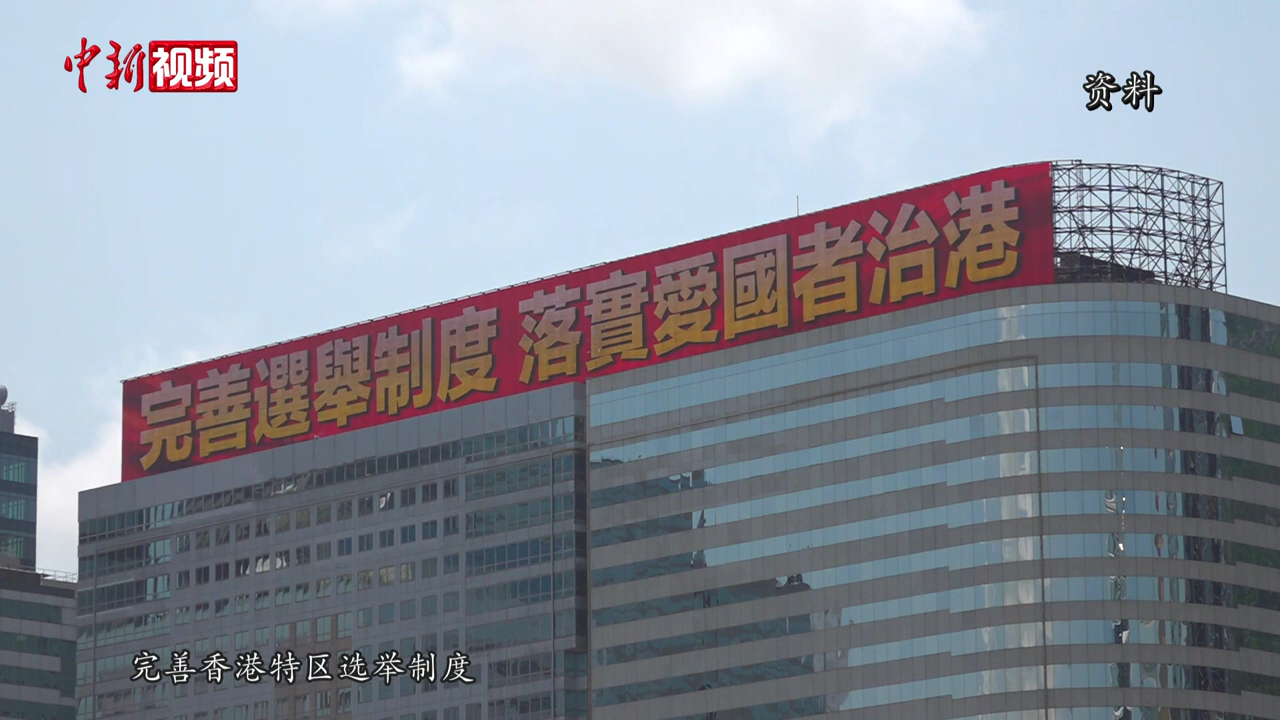 中新视频
资料
完善選舉制度 落實愛國者治港
完善香港特区选举制度